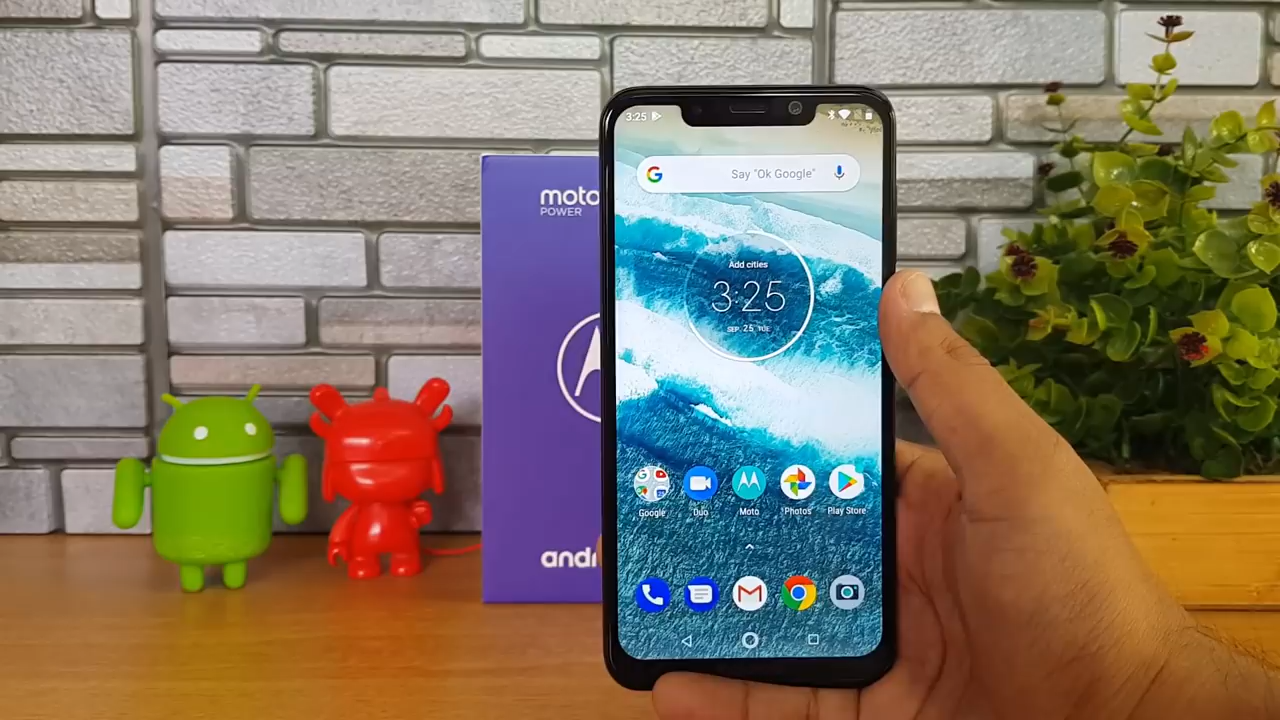 moto
POWER
andr
3:25
Say "Ok Google"
Add cities
3:25
SEP. 25 TUE
Google
Duo
Moto
Photos
Play Store